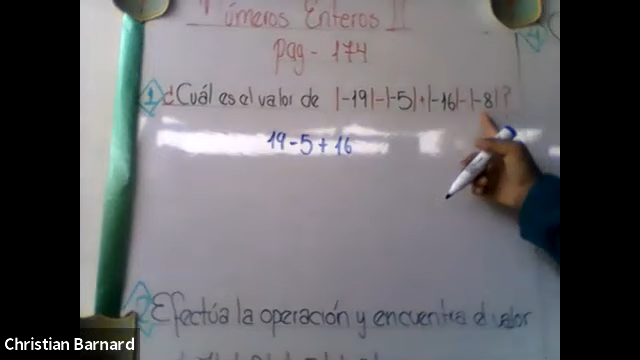 Números Enteros II
pag - 174
1 ¿Cuál es el valor de |-19|-|-5|+|-16|-|-8|?
19-5+16
2 Efectúa la operación y encuentra el valor
Christian Barnard